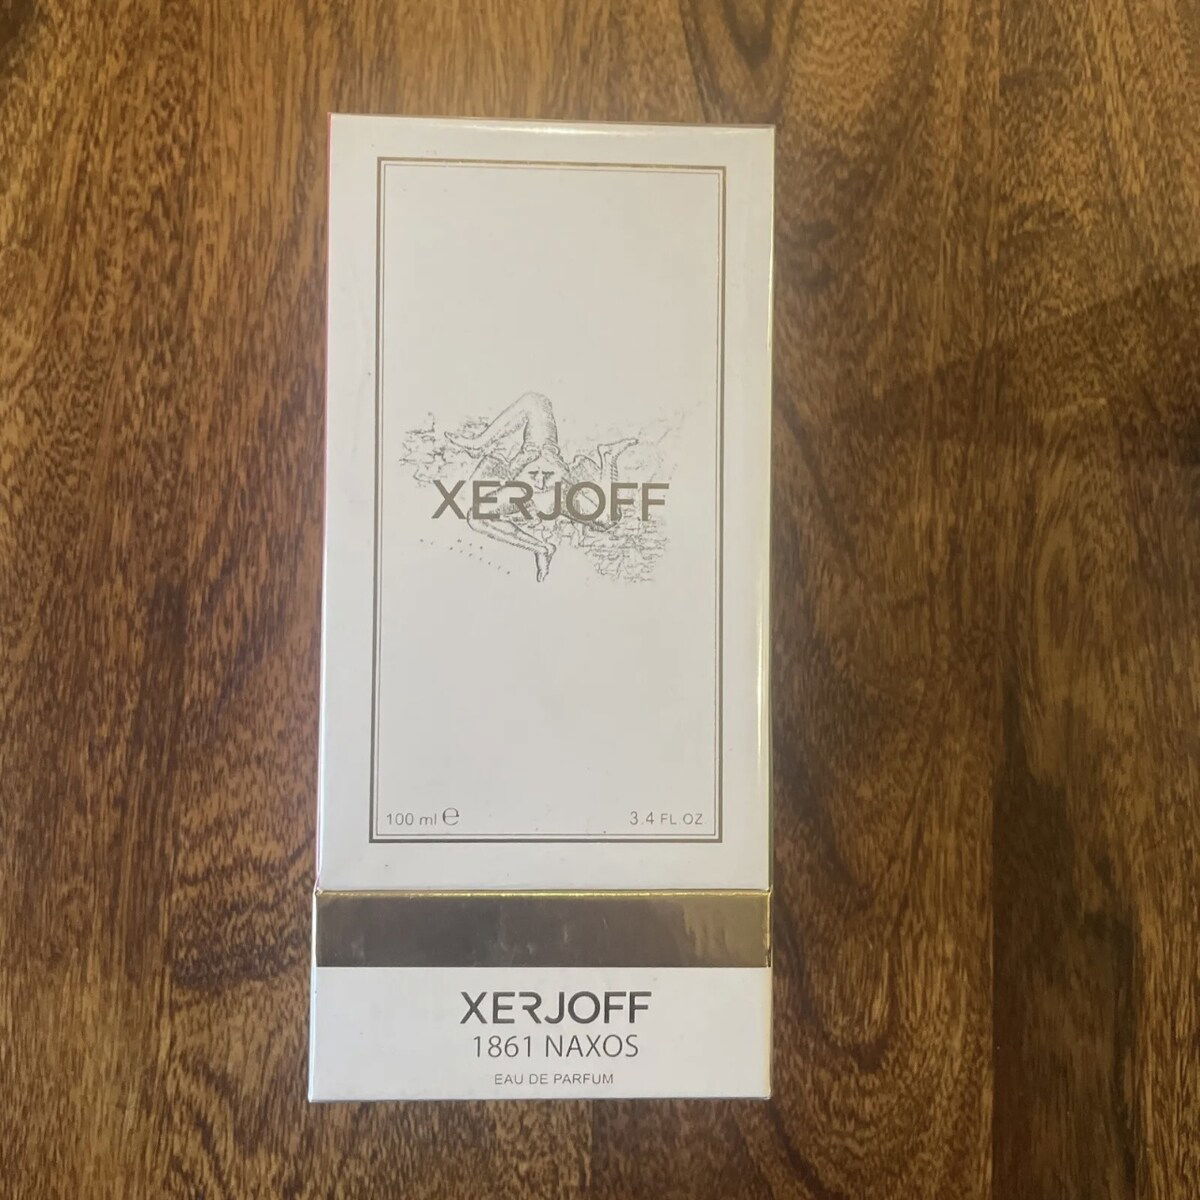 XERJOFF
100 ml ℮
3.4 FL.OZ
XERJOFF
1861 NAXOS
EAU DE PARFUM